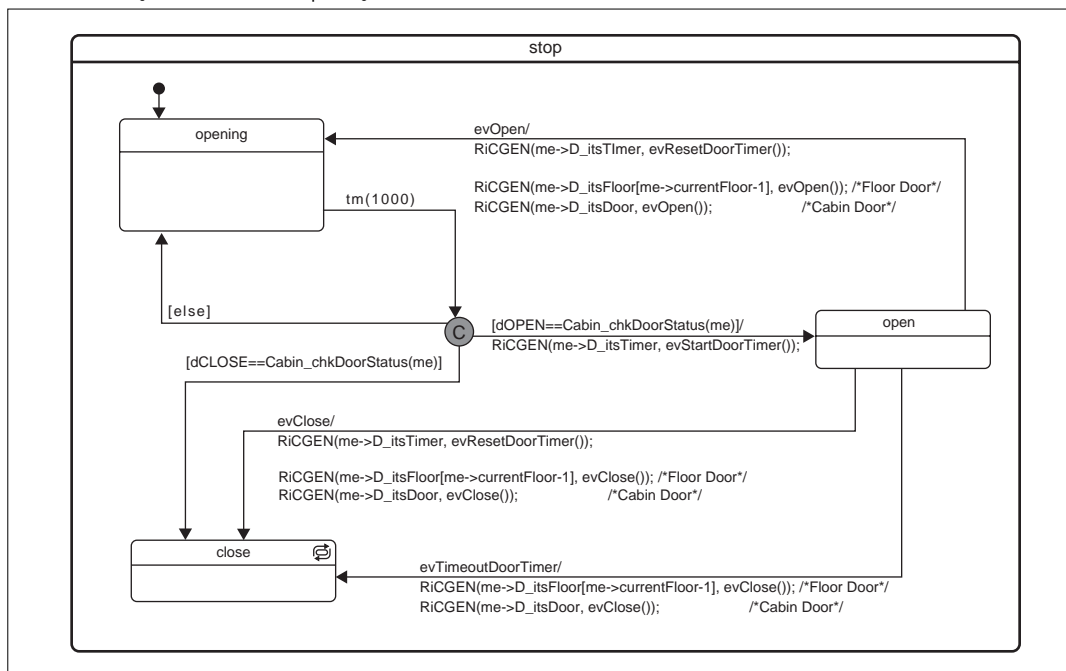 stop
opening
evOpen/
RiCGEN(me->D_itsTImer, evResetDoorTimer());
RiCGEN(me->D_itsFloor[me->currentFloor-1], evOpen()); /*Floor Door*/
RiCGEN(me->D_itsDoor, evOpen()); /*Cabin Door*/
tm(1000)
[else]
C
[dOPEN==Cabin_chkDoorStatus(me)]/
RiCGEN(me->D_itsTimer, evStartDoorTimer());
open
[dCLOSE==Cabin_chkDoorStatus(me)]
evClose/
RiCGEN(me->D_itsTimer, evResetDoorTimer());
RiCGEN(me->D_itsFloor[me->currentFloor-1], evClose()); /*Floor Door*/
RiCGEN(me->D_itsDoor, evClose()); /*Cabin Door*/
close
evTimeoutDoorTimer/
RiCGEN(me->D_itsFloor[me->currentFloor-1], evClose()); /*Floor Door*/
RiCGEN(me->D_itsDoor, evClose()); /*Cabin Door*/